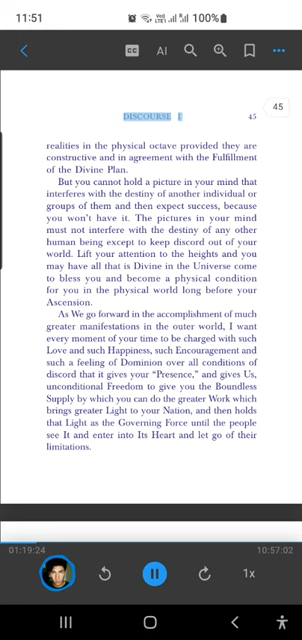 11:51 100%
CC AI
DISCOURSE I 45
45
realities in the physical octave provided they are
constructive and in agreement with the Fulfillment
of the Divine Plan.
But you cannot hold a picture in your mind that
interferes with the destiny of another individual or
groups of them and then expect success, because
you won't have it. The pictures in your mind
must not interfere with the destiny of any other
human being except to keep discord out of your
world. Lift your attention to the heights and you
may have all that is Divine in the Universe come
to bless you and become a physical condition
for you in the physical world long before your
Ascension.
As We go forward in the accomplishment of much
greater manifestations in the outer world, I want
every moment of your time to be charged with such
Love and such Happiness, such Encouragement and
such a feeling of Dominion over all conditions of
discord that it gives your “Presence,” and gives Us,
unconditional Freedom to give you the Boundless
Supply by which you can do the greater Work which
brings greater Light to your Nation, and then holds
that Light as the Governing Force until the people
see It and enter into Its Heart and let go of their
limitations.
01:19:24 10:57:02
1x